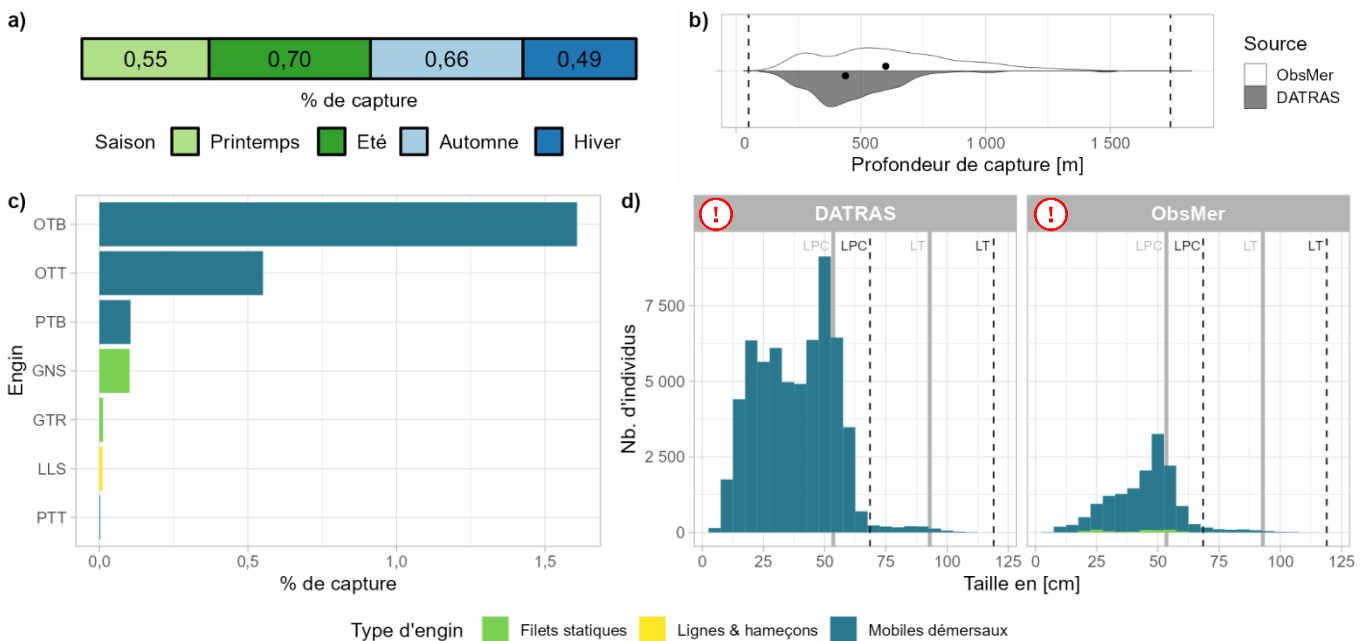 a)
0,55 0,70 0,66 0,49
% de capture
Saison Printemps Eté Automne Hiver
b)
0 500 1 000 1 500
Profondeur de capture [m]
Source
ObsMer
DATRAS
c)
Engin
OTB
OTT
PTB
GNS
GTR
LLS
PTT
0,0 0,5 1,0 1,5
% de capture
d)
! DATRAS ! ObsMer
LPC LPC LT LT LPC LPC LT LT
Nb. d'individus
7 500
5 000
2 500
0
0 25 50 75 100 125 0 25 50 75 100 125
Taille en [cm]
Type d'engin Filets statiques Lignes & hameçons Mobiles démersaux